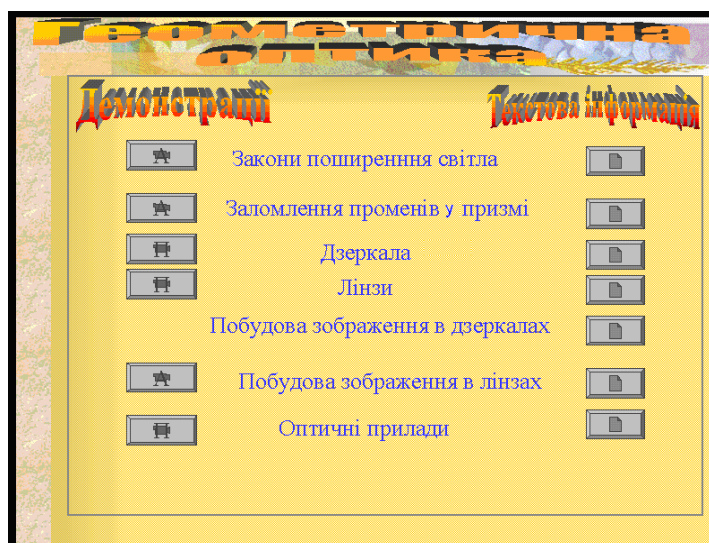 Геометрична
оптика
Демонстрації
Текстова інформація
Закони поширенння світла
Заломлення променів у призмі
Дзеркала
Лінзи
Побудова зображення в дзеркалах
Побудова зображення в лінзах
Оптичні прилади